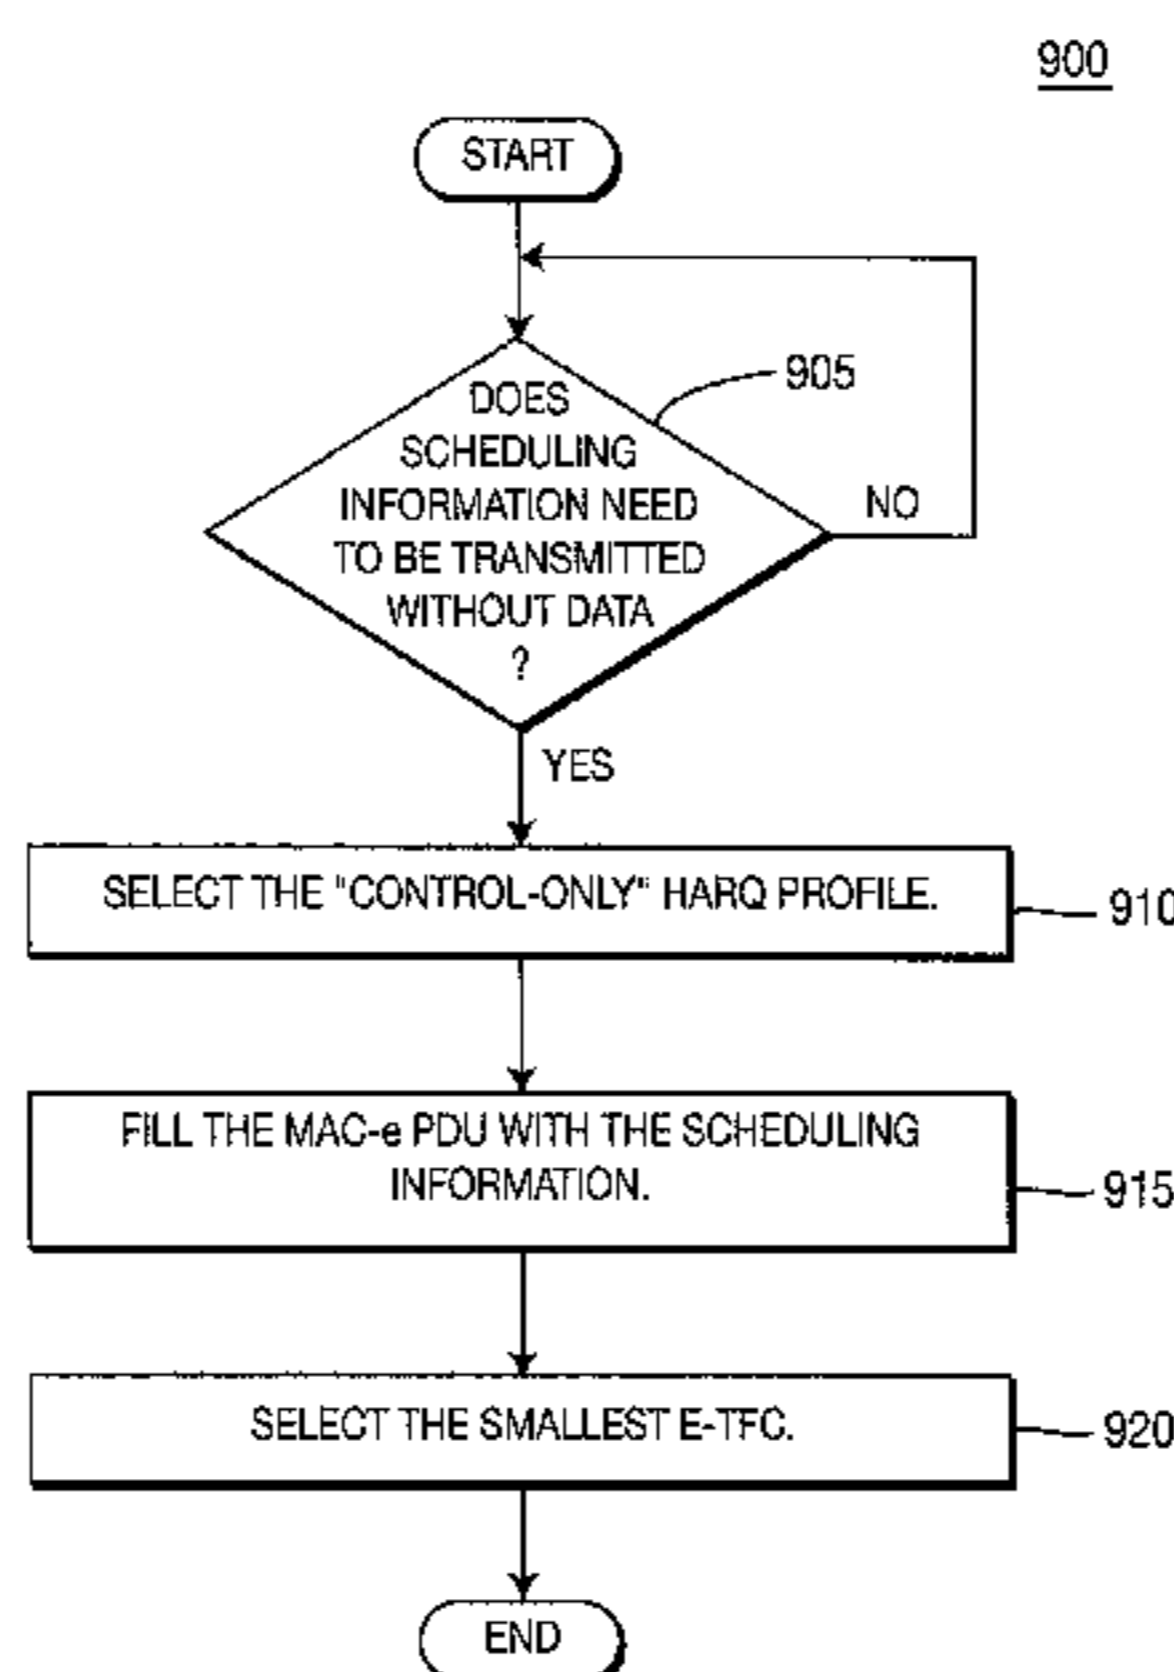 900
START
DOES
SCHEDULING
INFORMATION NEED
TO BE TRANSMITTED
WITHOUT DATA
?
905
NO
YES
SELECT THE "CONTROL-ONLY" HARQ PROFILE.
910
FILL THE MAC-e PDU WITH THE SCHEDULING
INFORMATION.
915
SELECT THE SMALLEST E-TFC.
920
END